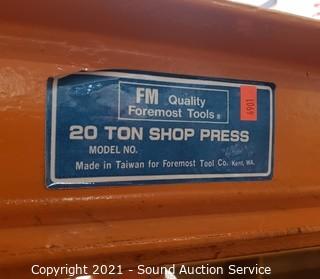 FM Quality
Foremost Tools®
4901
20 TON SHOP PRESS
MODEL NO.
Made in Taiwan for Foremost Tool Co. Kent, WA.
Copyright 2021 - Sound Auction Service